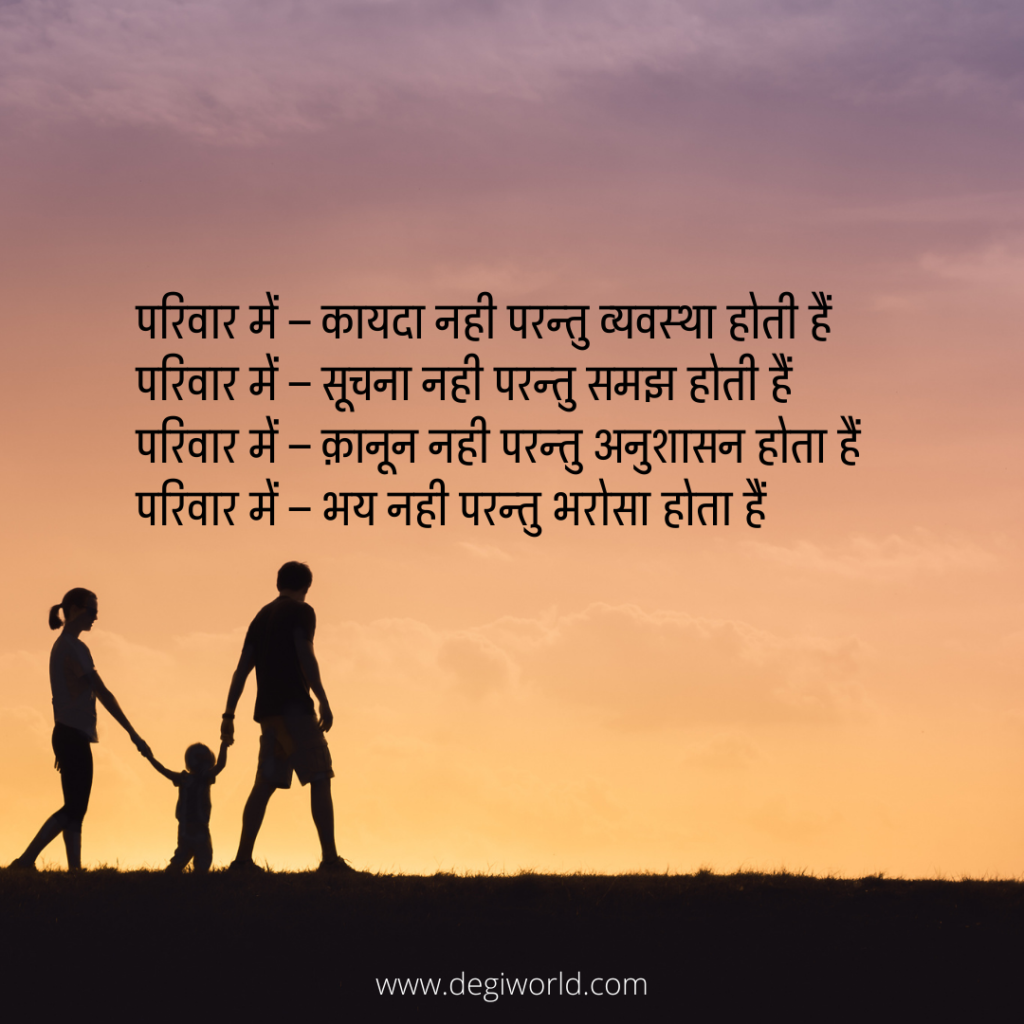 परिवार में – कायदा नही परन्तु व्यवस्था होती हैं
परिवार में – सूचना नही परन्तु समझ होती हैं
परिवार में – क़ानून नही परन्तु अनुशासन होता हैं
परिवार में – भय नही परन्तु भरोसा होता हैं
www.degiworld.com